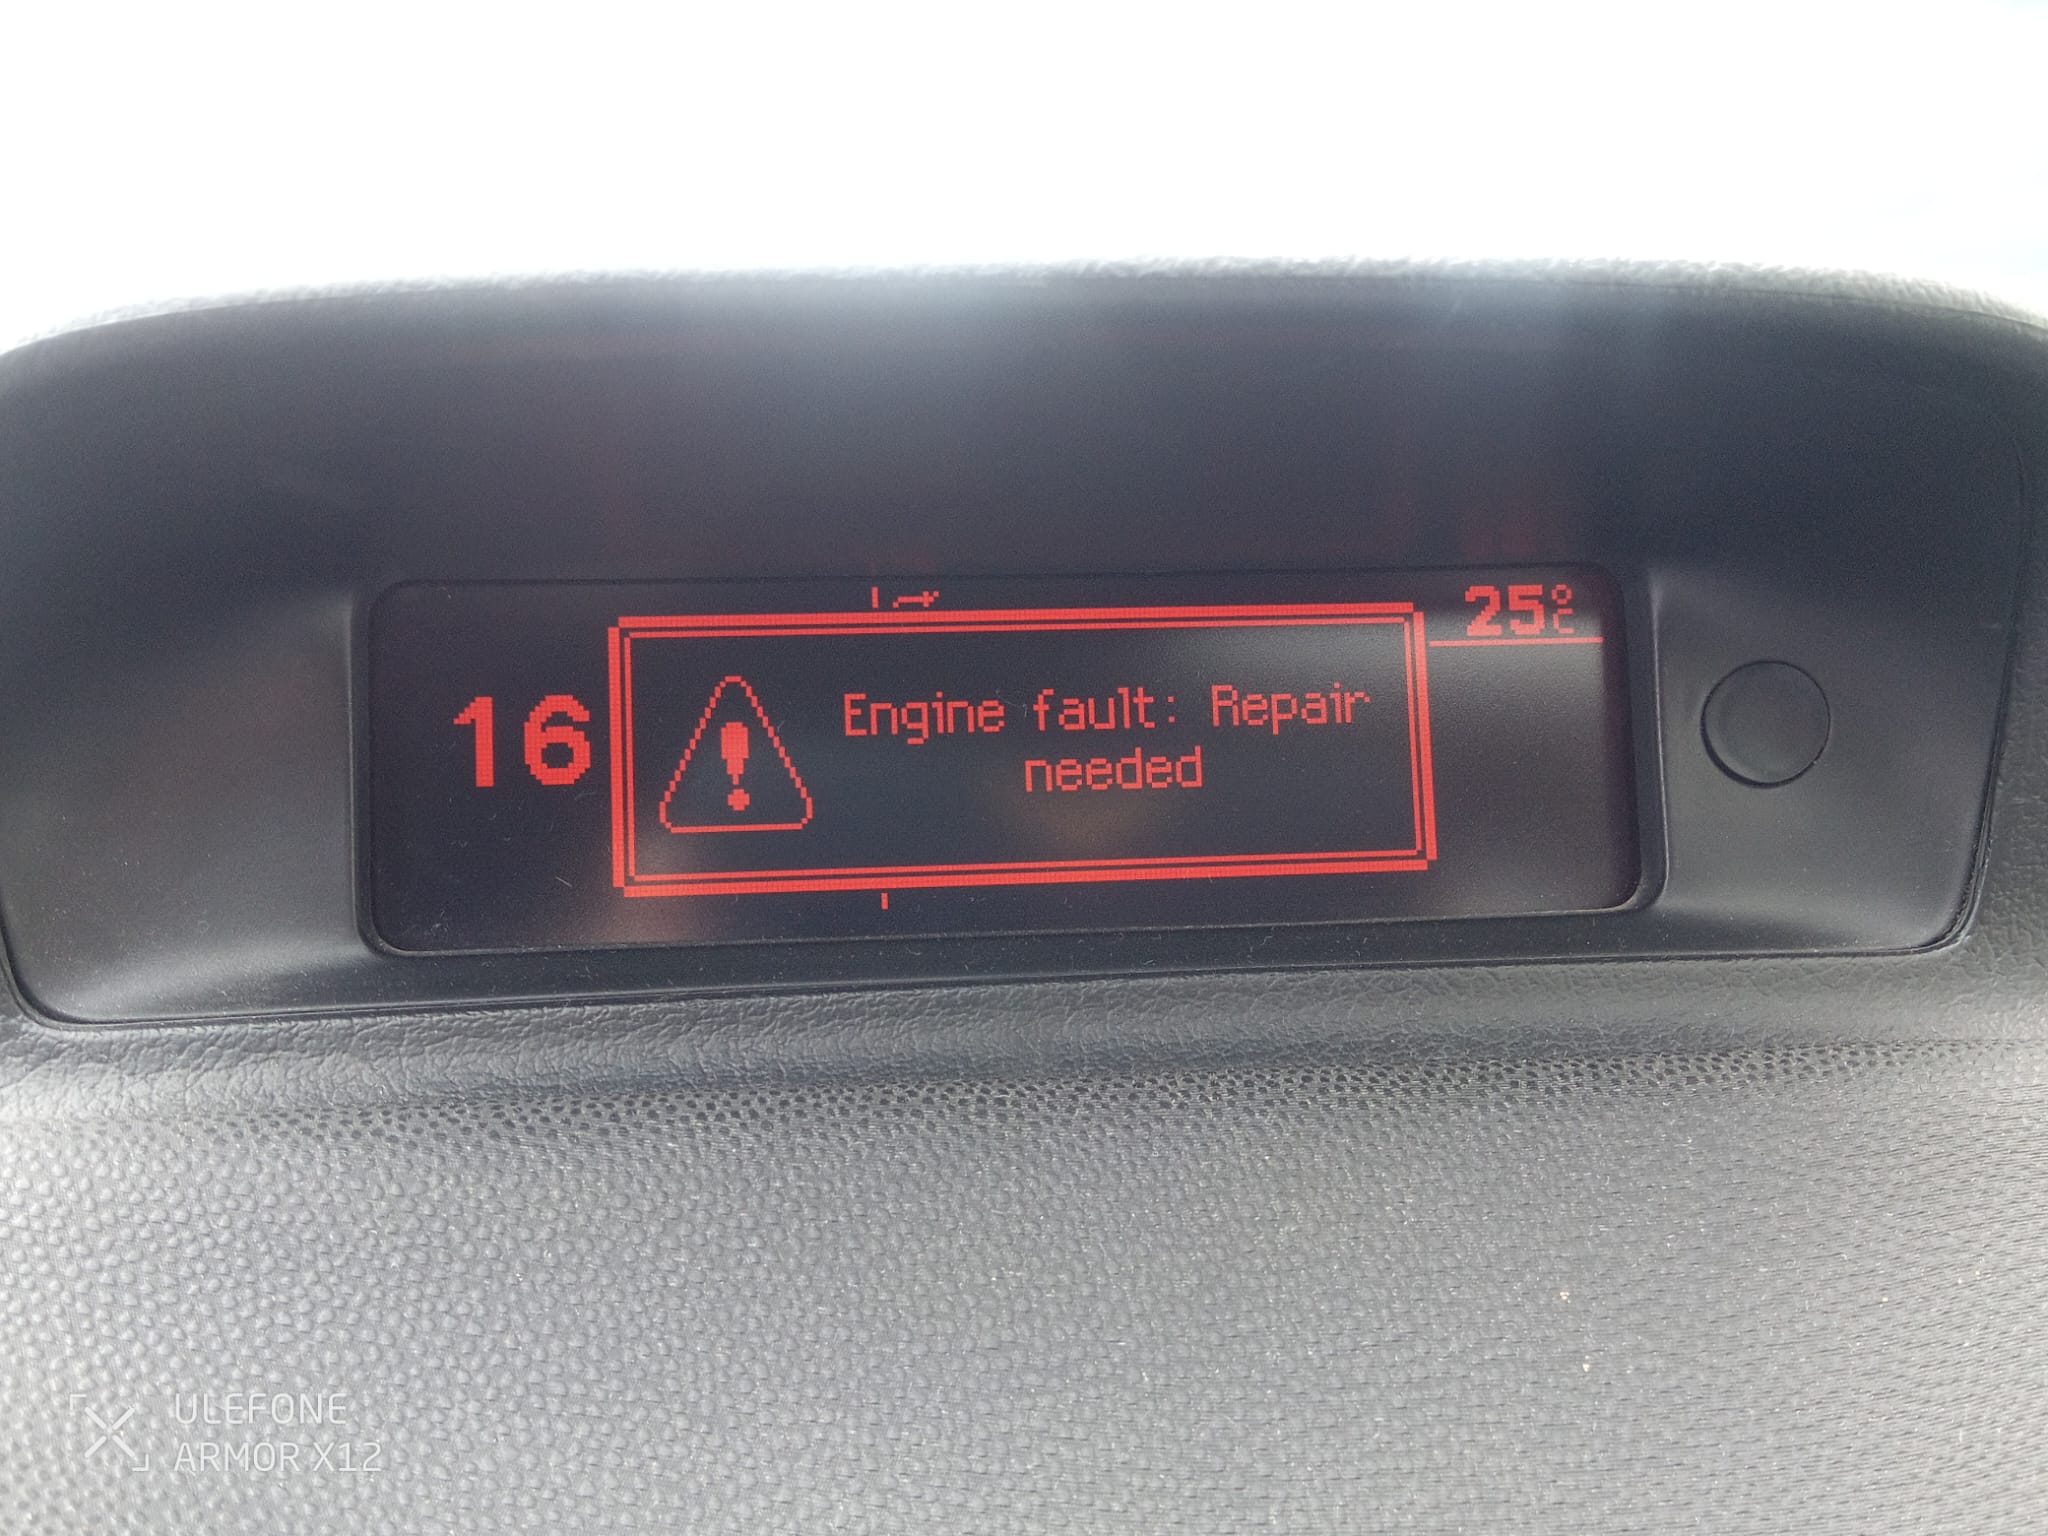 25°C
16
Engine fault: Repair
needed
ULEFONE
ARMOR X12